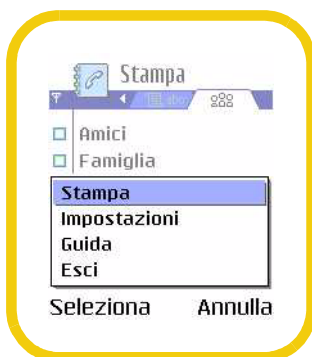 Stampa
Amici
Famiglia
Stampa
Impostazioni
Guida
Esci
Seleziona Annulla